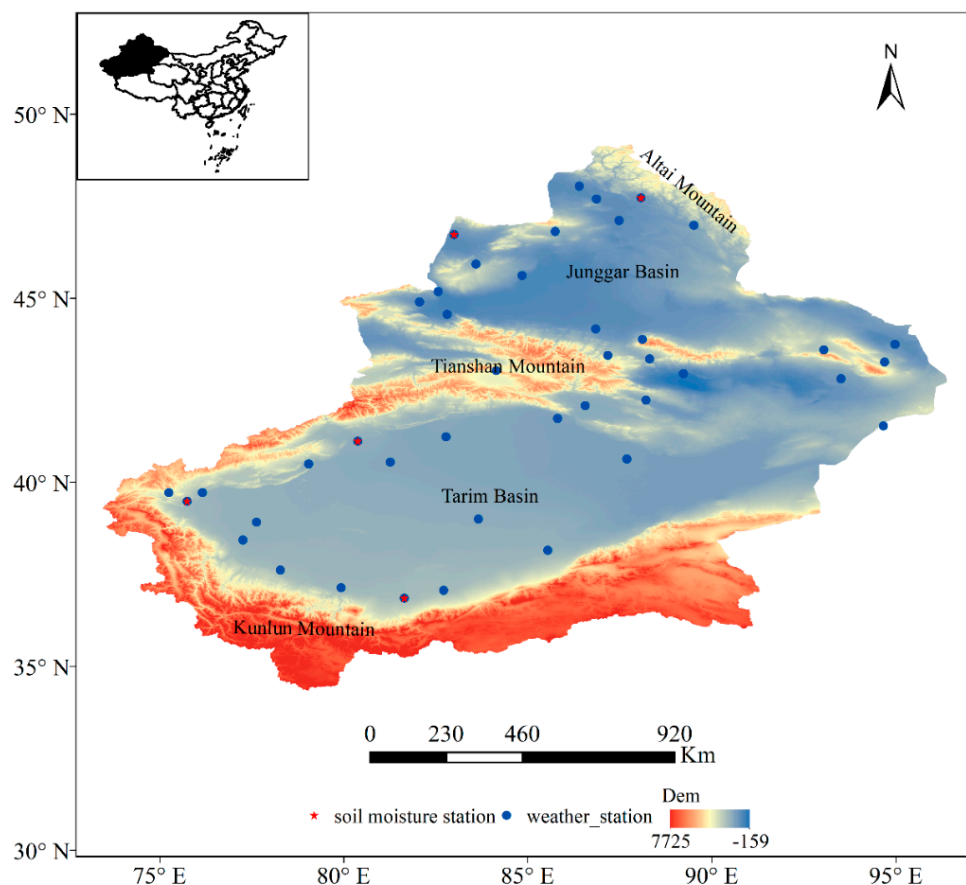 N
50° N
Altai Mountain
Junggar Basin
45° N
Tianshan Mountain
40° N
Tarim Basin
Kunlun Mountain
35° N
0 230 460 920
Km
Dem
soil moisture station weather_station
7725 -159
30° N
75° E 80° E 85° E 90° E 95° E